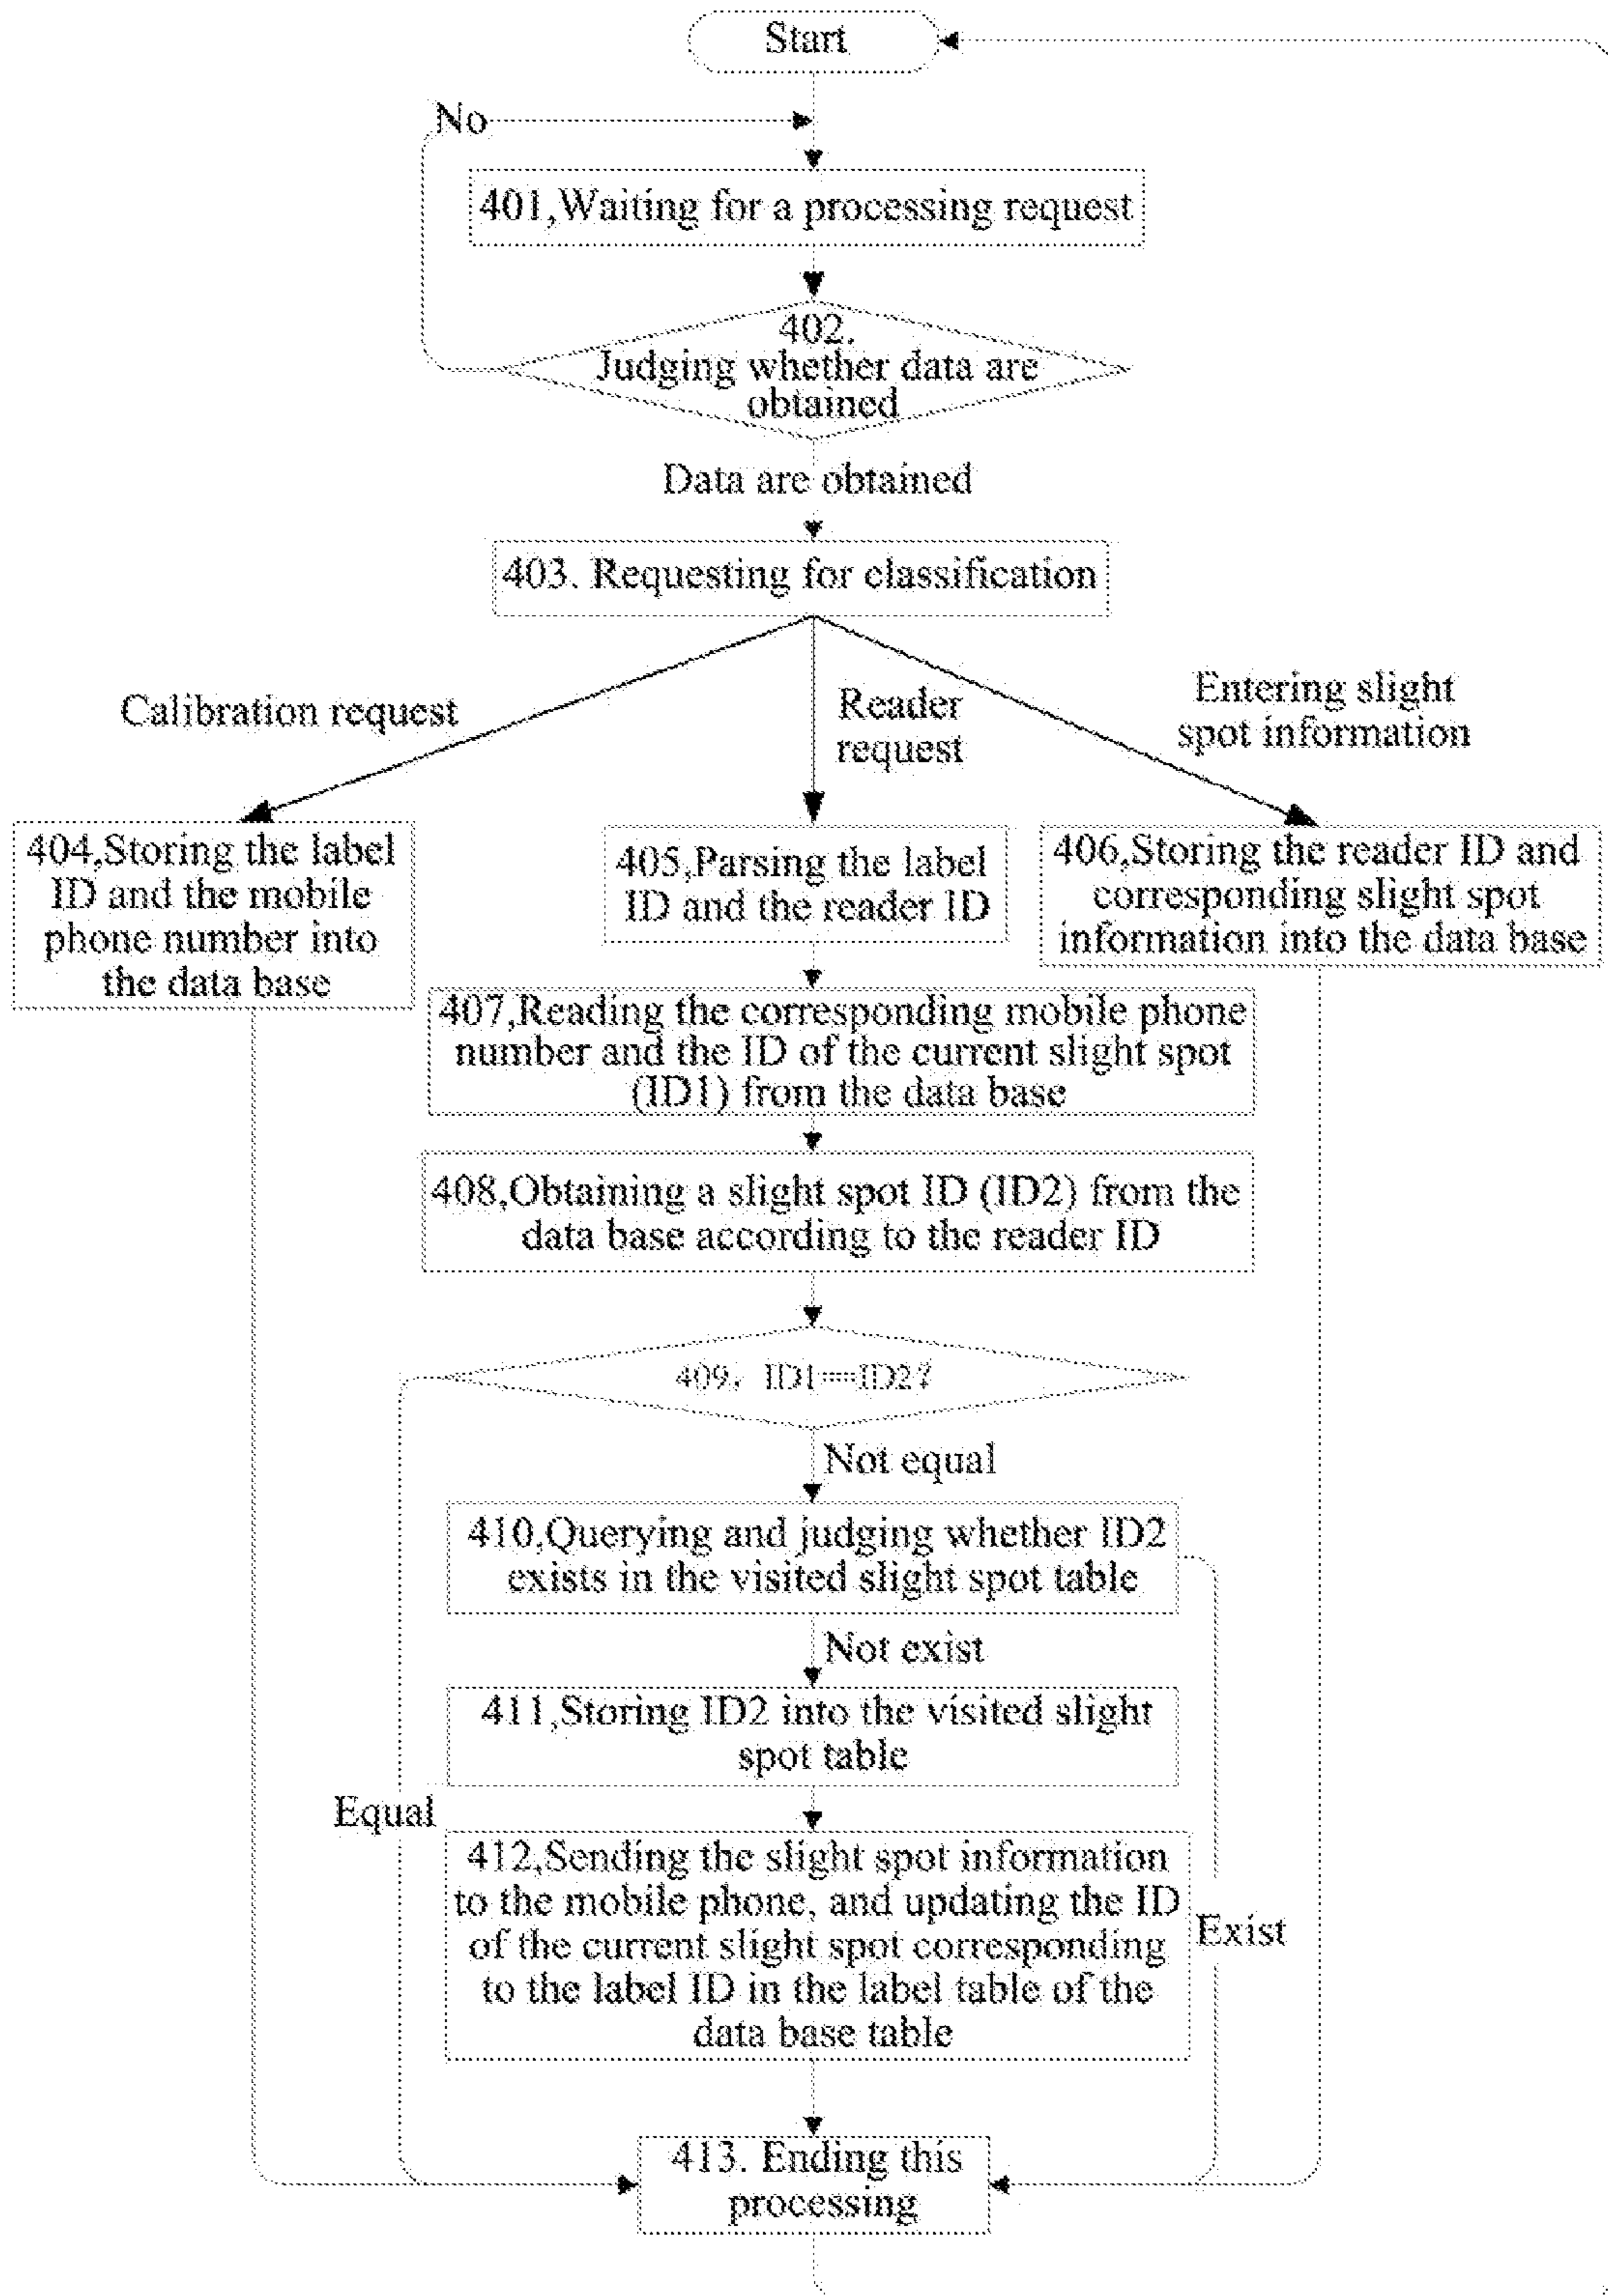 Start
No
401,Waiting for a processing request
402.
Judging whether data are
obtained
Data are obtained
403. Requesting for classification
Calibration request
Reader
request
Entering slight
spot information
404,Storing the label
ID and the mobile
phone number into
the data base
405,Parsing the label
ID and the reader ID
406,Storing the reader ID and
corresponding slight spot
information into the data base
407,Reading the corresponding mobile phone
number and the ID of the current slight spot
(ID1) from the data base
408,Obtaining a slight spot ID (ID2) from the
data base according to the reader ID
409, ID1==ID2?
Not equal
410,Querying and judging whether ID2
exists in the visited slight spot table
Not exist
411,Storing ID2 into the visited slight
spot table
Equal
412,Sending the slight spot information
to the mobile phone, and updating the ID
of the current slight spot corresponding
to the label ID in the label table of the
data base table
Exist
413. Ending this
processing